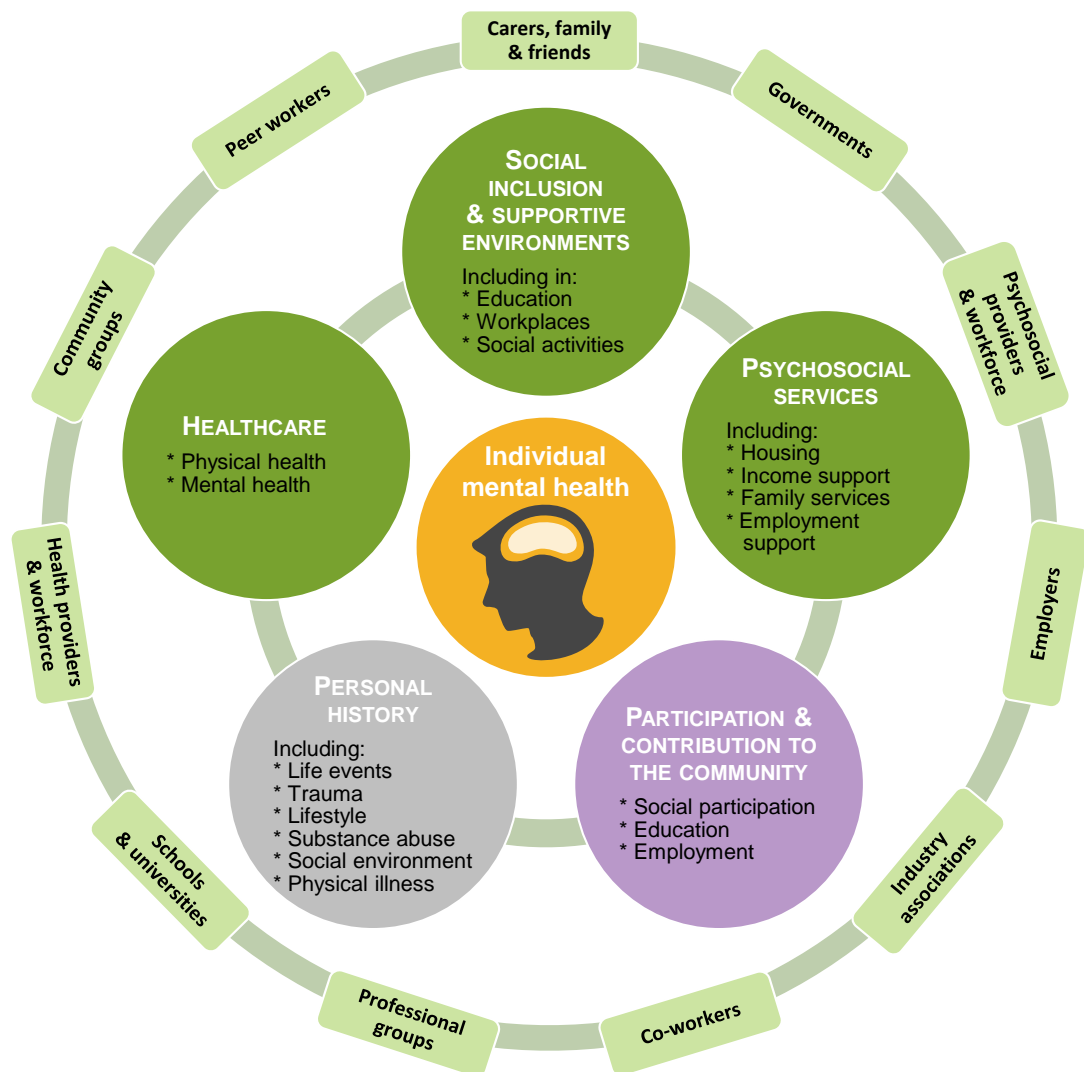 Carers, family
& friends
Governments
Psychosocial
providers
& workforce
Employers
Industry
associations
Co-workers
Professional
groups
Schools
& universities
Health providers
& workforce
Community
groups
Peer workers
SOCIAL
INCLUSION
& SUPPORTIVE
ENVIRONMENTS
Including in:
* Education
* Workplaces
* Social activities
PSYCHOSOCIAL
SERVICES
Including:
* Housing
* Income support
* Family services
* Employment
support
PARTICIPATION &
CONTRIBUTION TO
THE COMMUNITY
* Social participation
* Education
* Employment
PERSONAL
HISTORY
Including:
* Life events
* Trauma
* Lifestyle
* Substance abuse
* Social environment
* Physical illness
HEALTHCARE
* Physical health
* Mental health
Individual
mental health